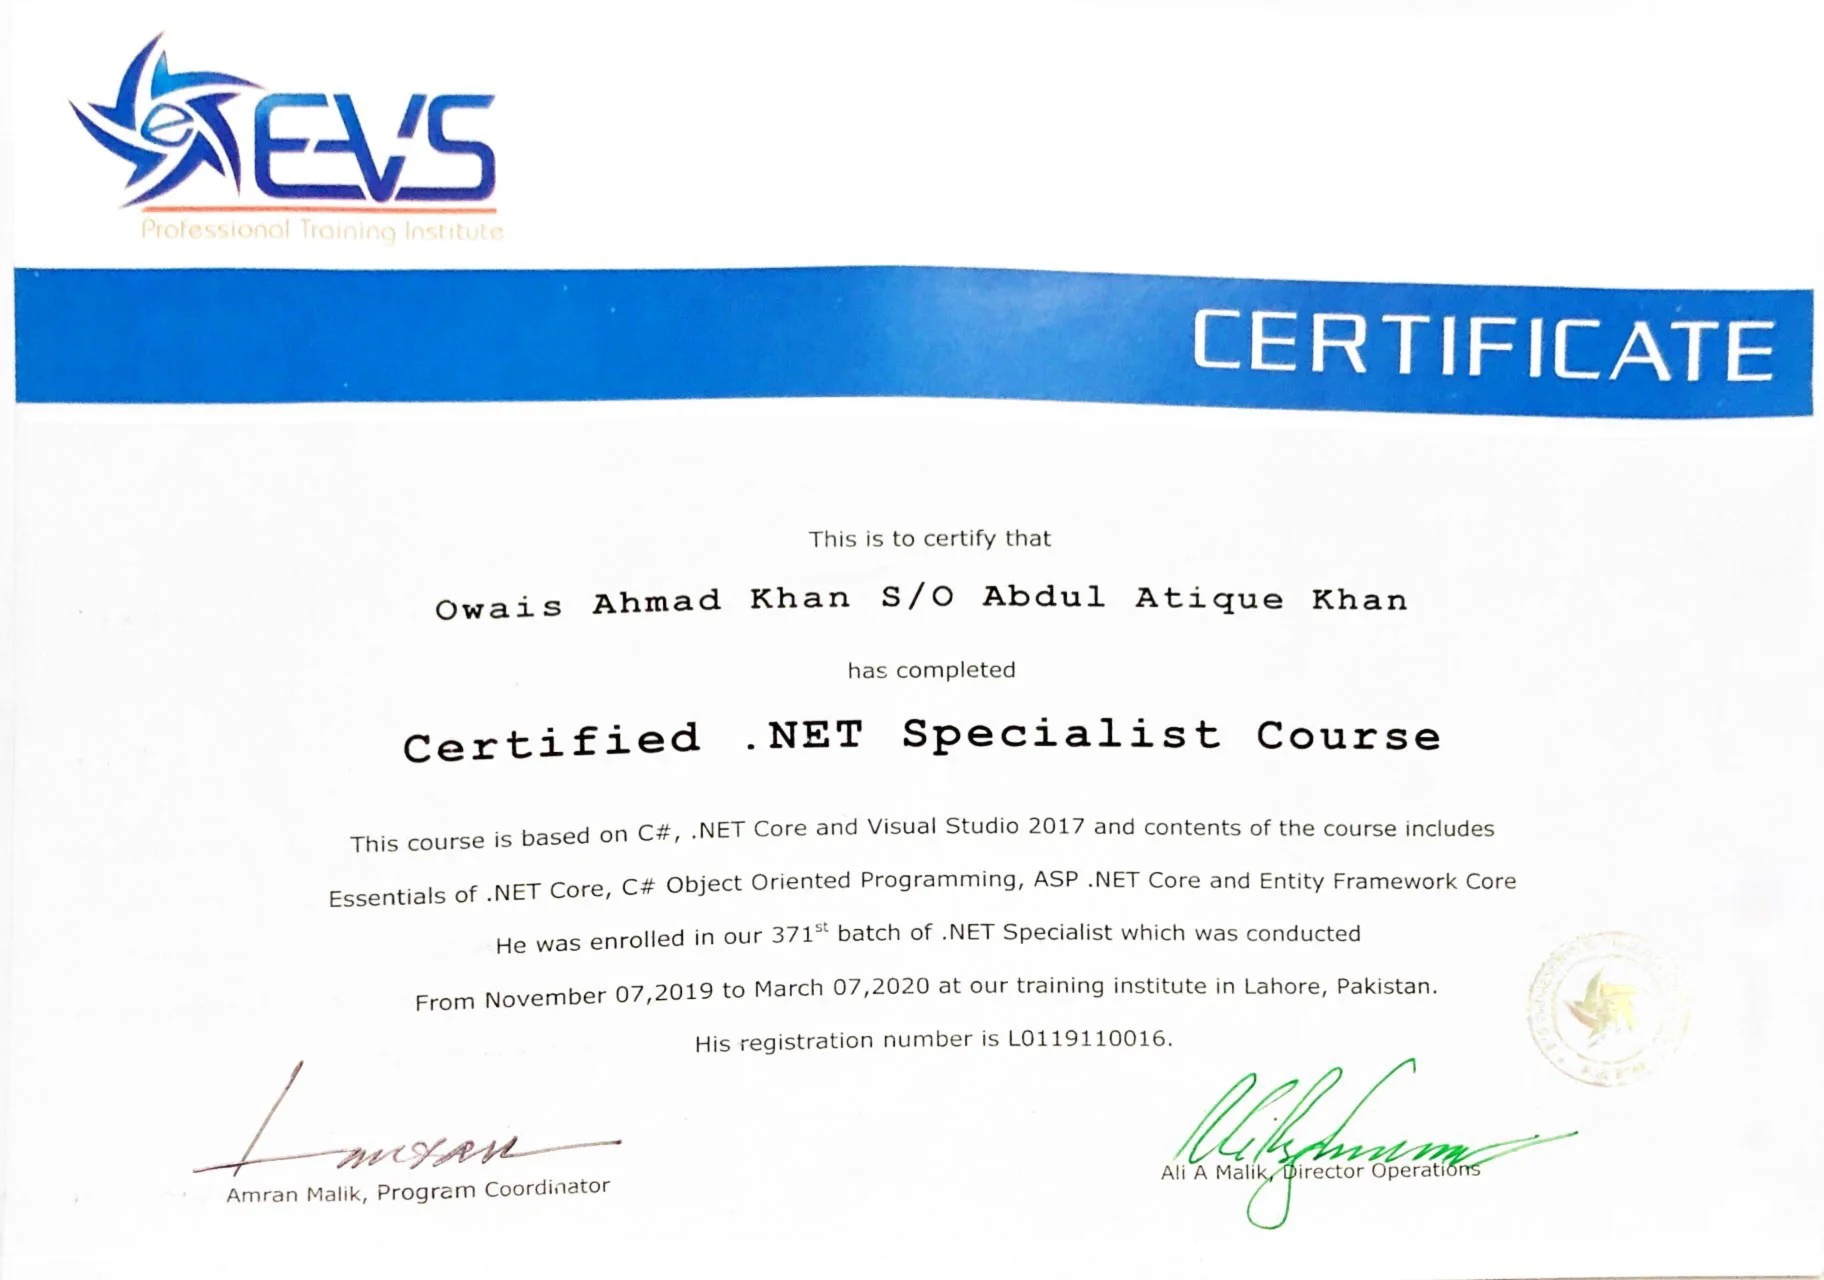 EVS
Professional Training Institute
CERTIFICATE
This is to certify that
Owais Ahmad Khan S/O Abdul Atique Khan
has completed
Certified .NET Specialist Course
This course is based on C#, .NET Core and Visual Studio 2017 and contents of the course includes
Essentials of .NET Core, C# Object Oriented Programming, ASP .NET Core and Entity Framework Core
He was enrolled in our 371st batch of .NET Specialist which was conducted
From November 07,2019 to March 07,2020 at our training institute in Lahore, Pakistan.
His registration number is L0119110016.
Amran Malik, Program Coordinator
Ali A Malik, Director Operations